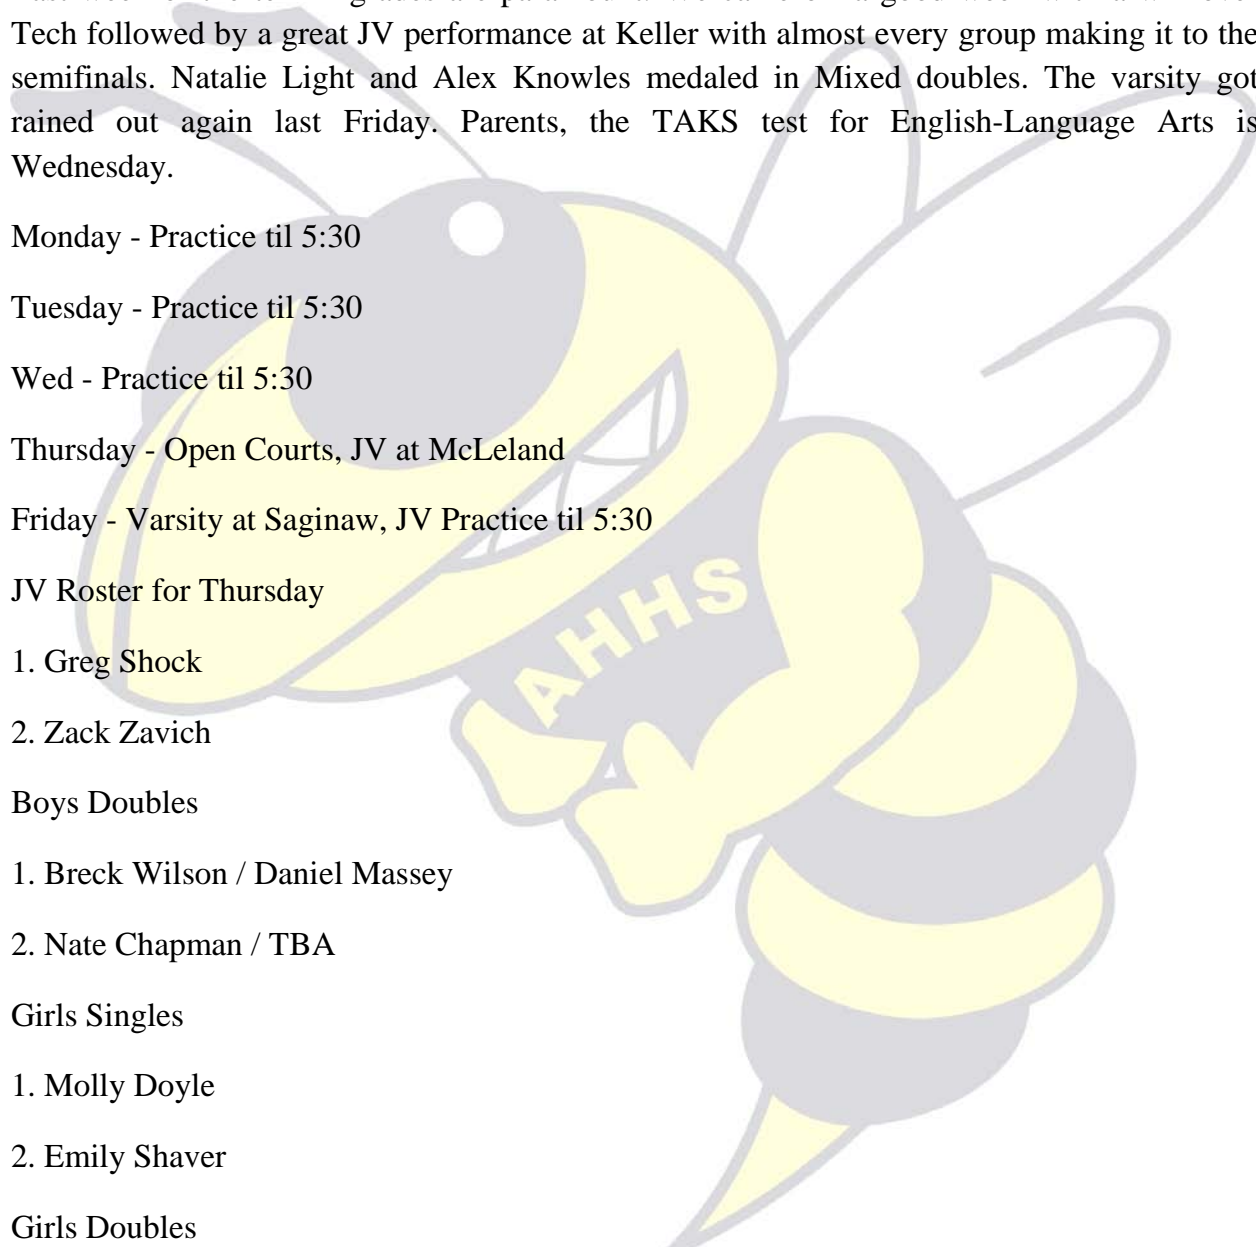 Tech followed by a great JV performance at Keller with almost every group making it to the
semifinals. Natalie Light and Alex Knowles medaled in Mixed doubles. The varsity got
rained out again last Friday. Parents, the TAKS test for English-Language Arts is
Wednesday.
Monday - Practice til 5:30
Tuesday - Practice til 5:30
Wed - Practice til 5:30
Thursday - Open Courts, JV at McLeland
Friday - Varsity at Saginaw, JV Practice til 5:30
AHHS
JV Roster for Thursday
1. Greg Shock
2. Zack Zavich
Boys Doubles
1. Breck Wilson / Daniel Massey
2. Nate Chapman / TBA
Girls Singles
1. Molly Doyle
2. Emily Shaver
Girls Doubles